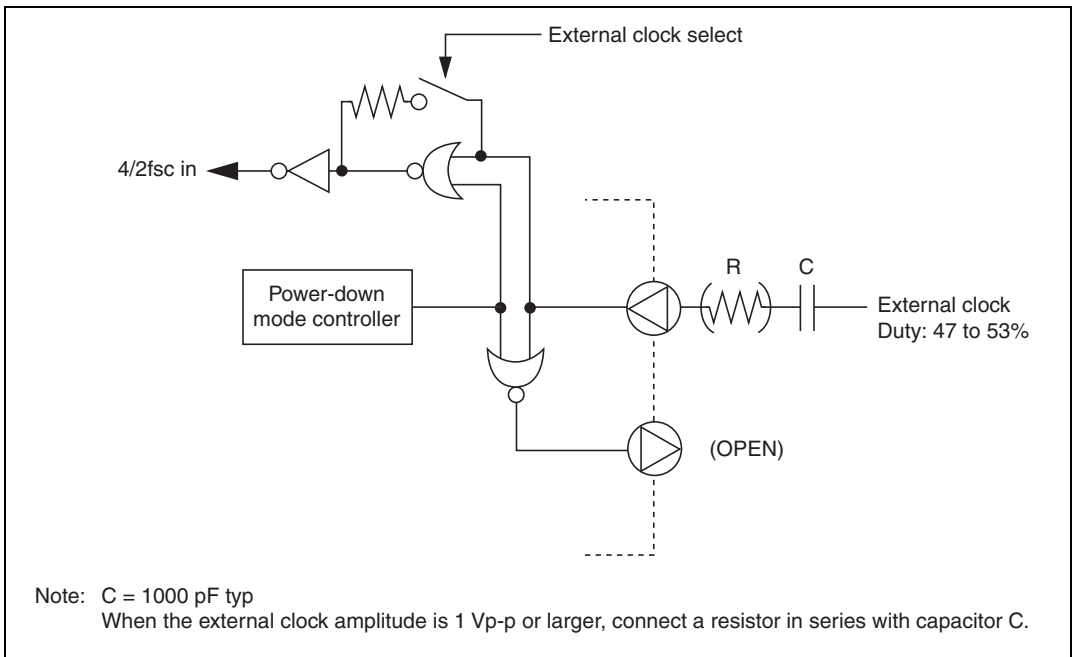 External clock select
4/2fsc in
R
C
Power-down
mode controller
External clock
Duty: 47 to 53%
(OPEN)
Note: C = 1000 pF typ
When the external clock amplitude is 1 Vp-p or larger, connect a resistor in series with capacitor C.